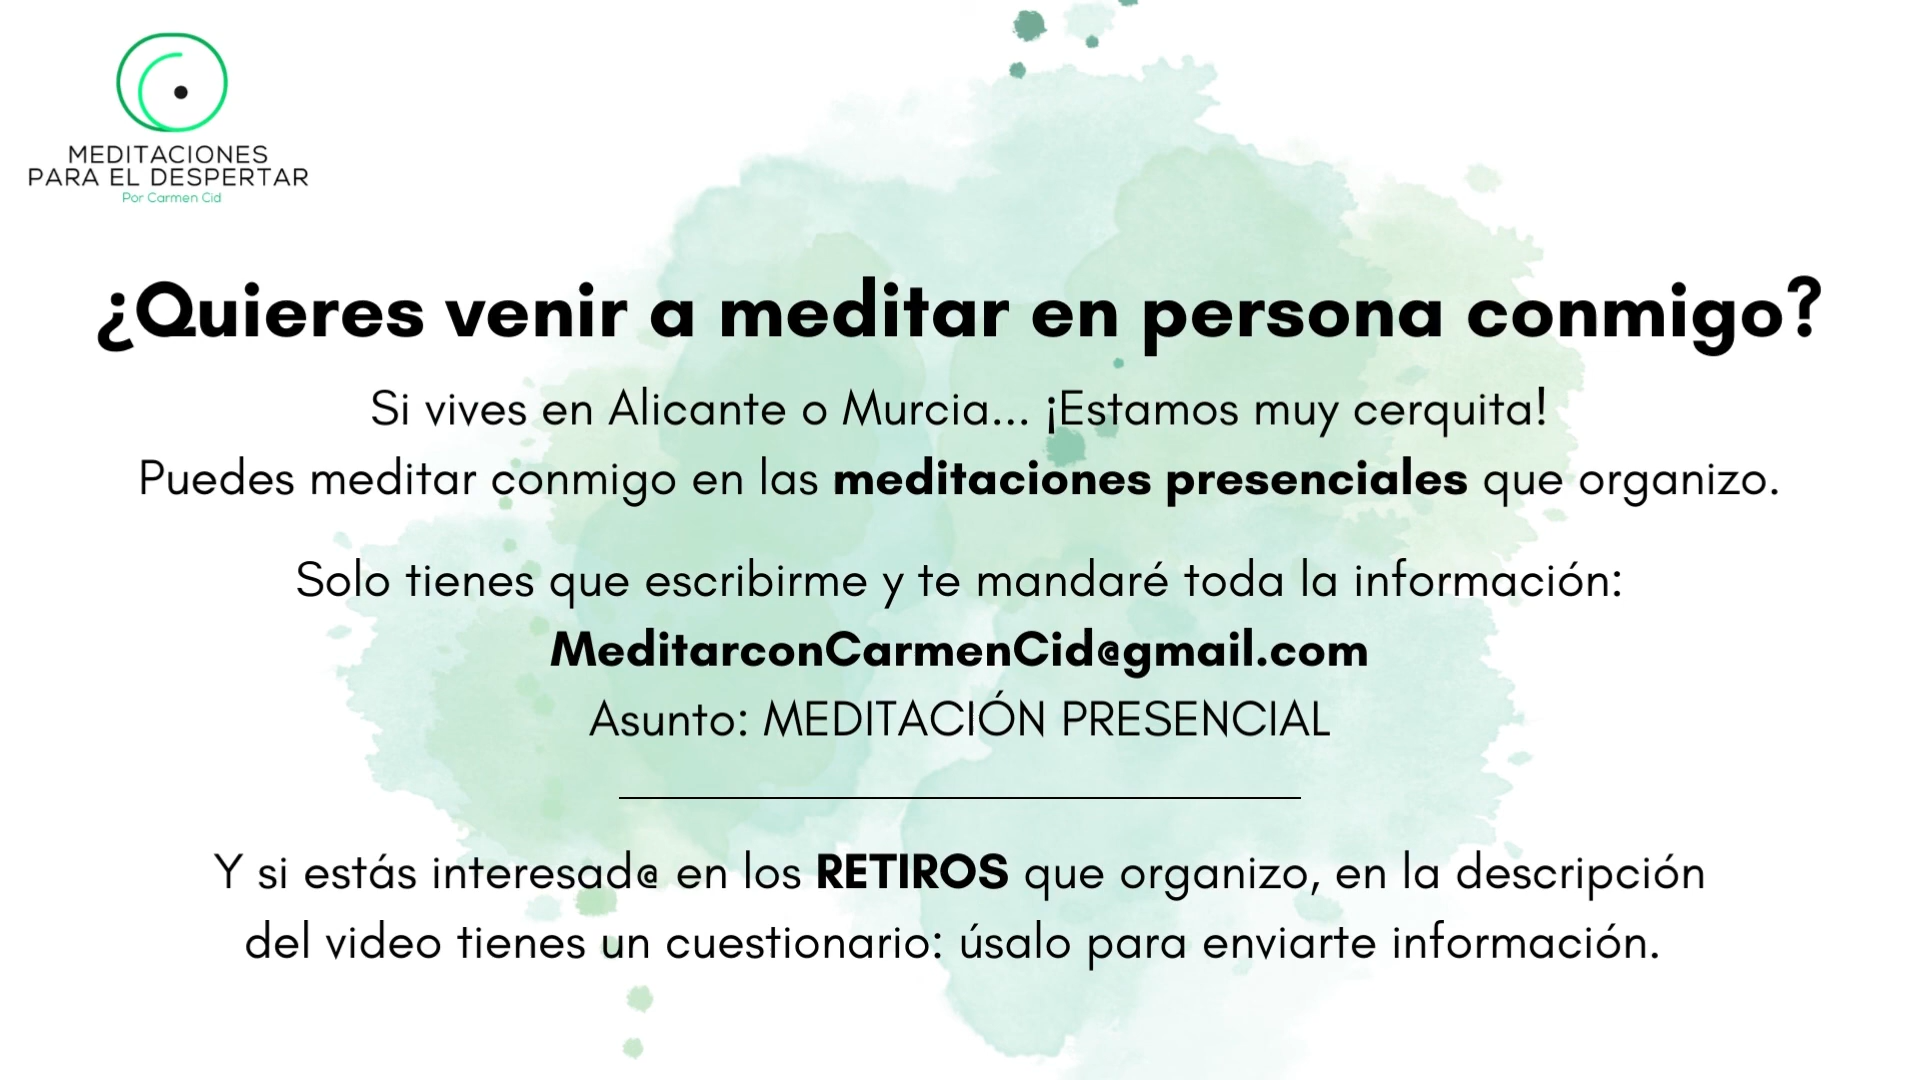 MEDITACIONES
PARA EL DESPERTAR
Por Carmen Cid
¿Quieres venir a meditar en persona conmigo?
Si vives en Alicante o Murcia... ¡Estamos muy cerquita!
Puedes meditar conmigo en las meditaciones presenciales que organizo.
Solo tienes que escribirme y te mandaré toda la información:
MeditarconCarmenCid@gmail.com
Asunto: MEDITACIÓN PRESENCIAL
Y si estás interesad@ en los RETIROS que organizo, en la descripción
del video tienes un cuestionario: úsalo para enviarte información.